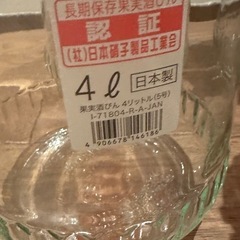 長期保存果実酒びん
認証
(社)日本硝子製品工業会
4ℓ 日本製
果実酒びん 4リットル(5号)
I-71804-R-A-JAN
4 906678 146186